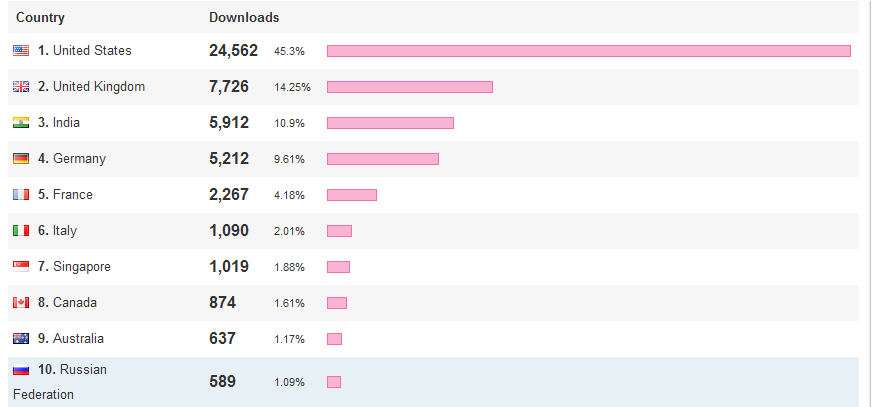 Country Downloads
1. United States 24,562 45.3%
2. United Kingdom 7,726 14.25%
3. India 5,912 10.9%
4. Germany 5,212 9.61%
5. France 2,267 4.18%
6. Italy 1,090 2.01%
7. Singapore 1,019 1.88%
8. Canada 874 1.61%
9. Australia 637 1.17%
10. Russian
Federation 589 1.09%